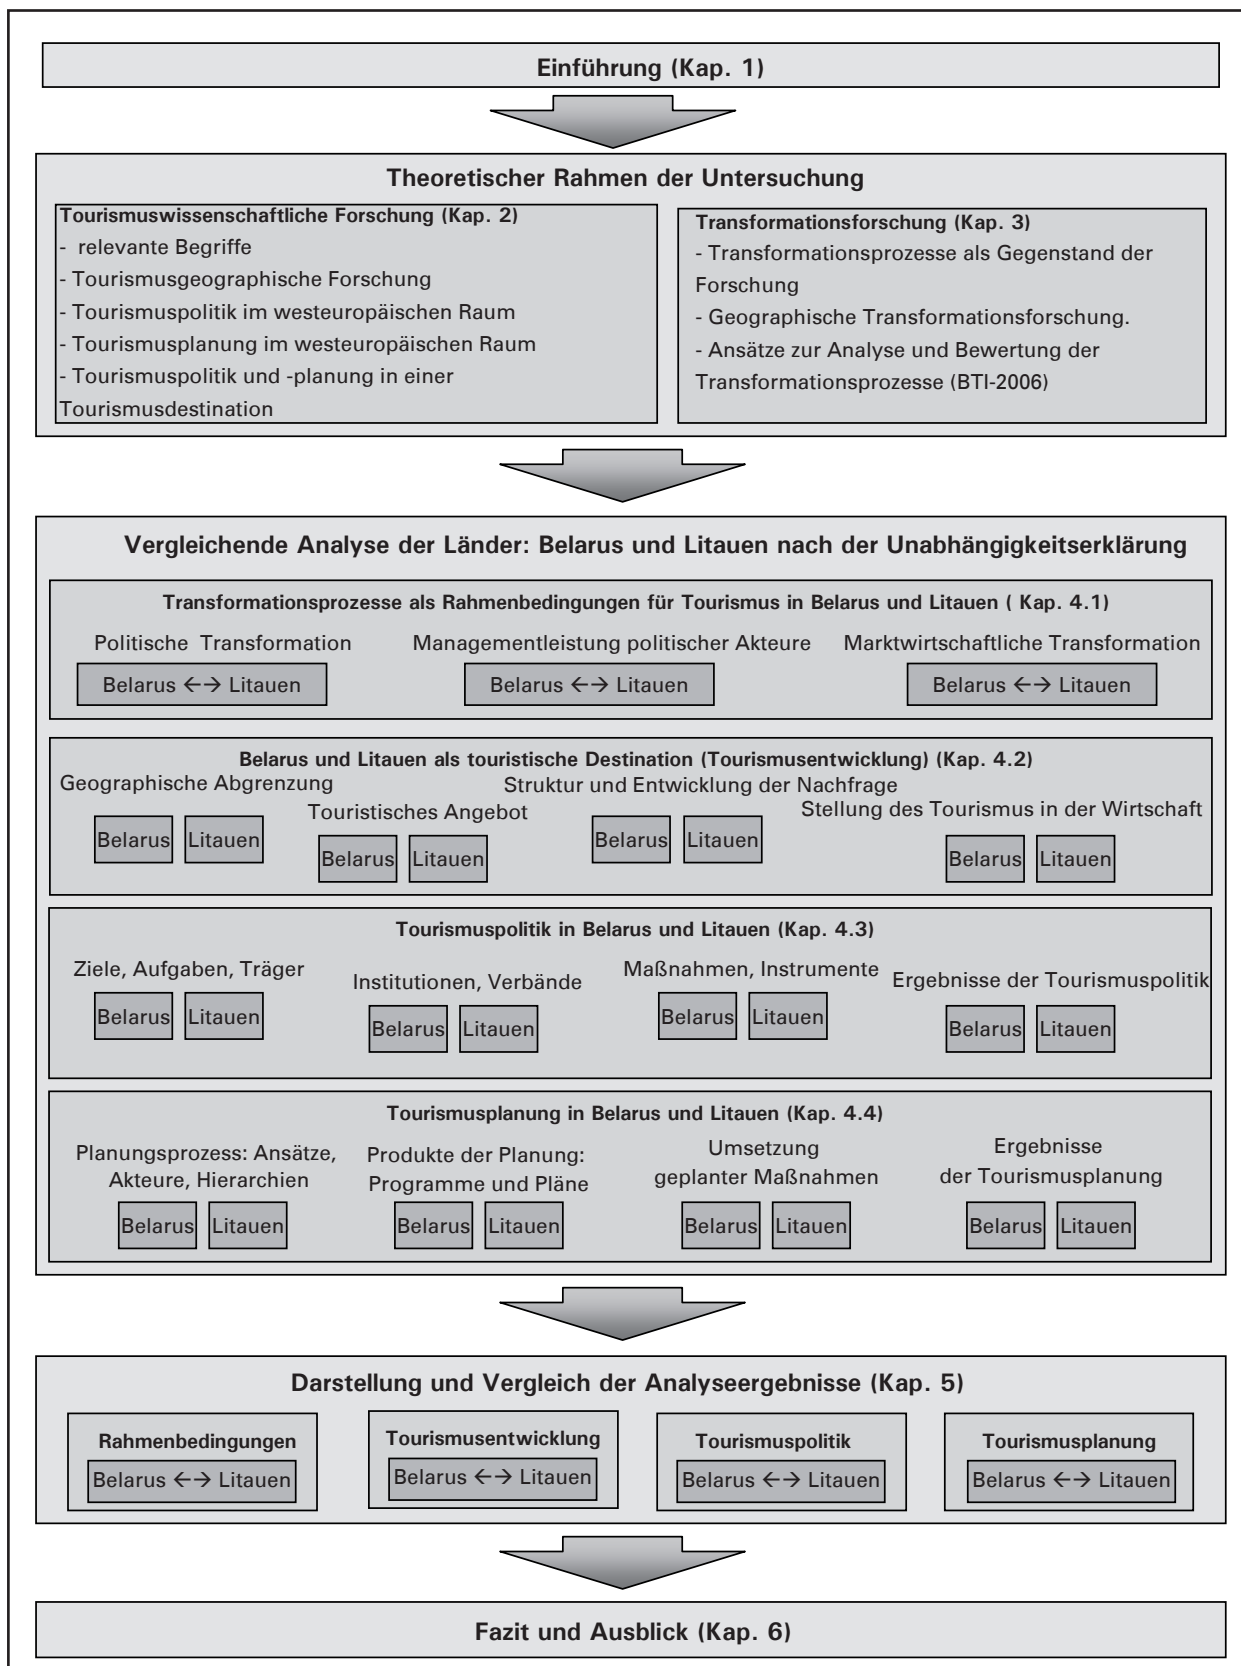 Einführung (Kap. 1)
Theoretischer Rahmen der Untersuchung
Tourismuswissenschaftliche Forschung (Kap. 2)
- relevante Begriffe
- Tourismusgeographische Forschung
- Tourismuspolitik im westeuropäischen Raum
- Tourismusplanung im westeuropäischen Raum
- Tourismuspolitik und -planung in einer
Tourismusdestination
Transformationsforschung (Kap. 3)
- Transformationsprozesse als Gegenstand der
Forschung
- Geographische Transformationsforschung.
- Ansätze zur Analyse und Bewertung der
Transformationsprozesse (BTI-2006)
Vergleichende Analyse der Länder: Belarus und Litauen nach der Unabhängigkeitserklärung
Transformationsprozesse als Rahmenbedingungen für Tourismus in Belarus und Litauen ( Kap. 4.1)
Politische Transformation
Belarus ←→ Litauen
Managementleistung politischer Akteure
Belarus ←→ Litauen
Marktwirtschaftliche Transformation
Belarus ←→ Litauen
Belarus und Litauen als touristische Destination (Tourismusentwicklung) (Kap. 4.2)
Geographische Abgrenzung
Belarus Litauen
Touristisches Angebot
Belarus Litauen
Struktur und Entwicklung der Nachfrage
Belarus Litauen
Stellung des Tourismus in der Wirtschaft
Belarus Litauen
Tourismuspolitik in Belarus und Litauen (Kap. 4.3)
Ziele, Aufgaben, Träger
Belarus Litauen
Institutionen, Verbände
Belarus Litauen
Maßnahmen, Instrumente
Belarus Litauen
Ergebnisse der Tourismuspolitik
Belarus Litauen
Tourismusplanung in Belarus und Litauen (Kap. 4.4)
Planungsprozess: Ansätze,
Akteure, Hierarchien
Belarus Litauen
Produkte der Planung:
Programme und Pläne
Belarus Litauen
Umsetzung
geplanter Maßnahmen
Belarus Litauen
Ergebnisse
der Tourismusplanung
Belarus Litauen
Darstellung und Vergleich der Analyseergebnisse (Kap. 5)
Rahmenbedingungen
Belarus ←→ Litauen
Tourismusentwicklung
Belarus ←→ Litauen
Tourismuspolitik
Belarus ←→ Litauen
Tourismusplanung
Belarus ←→ Litauen
Fazit und Ausblick (Kap. 6)